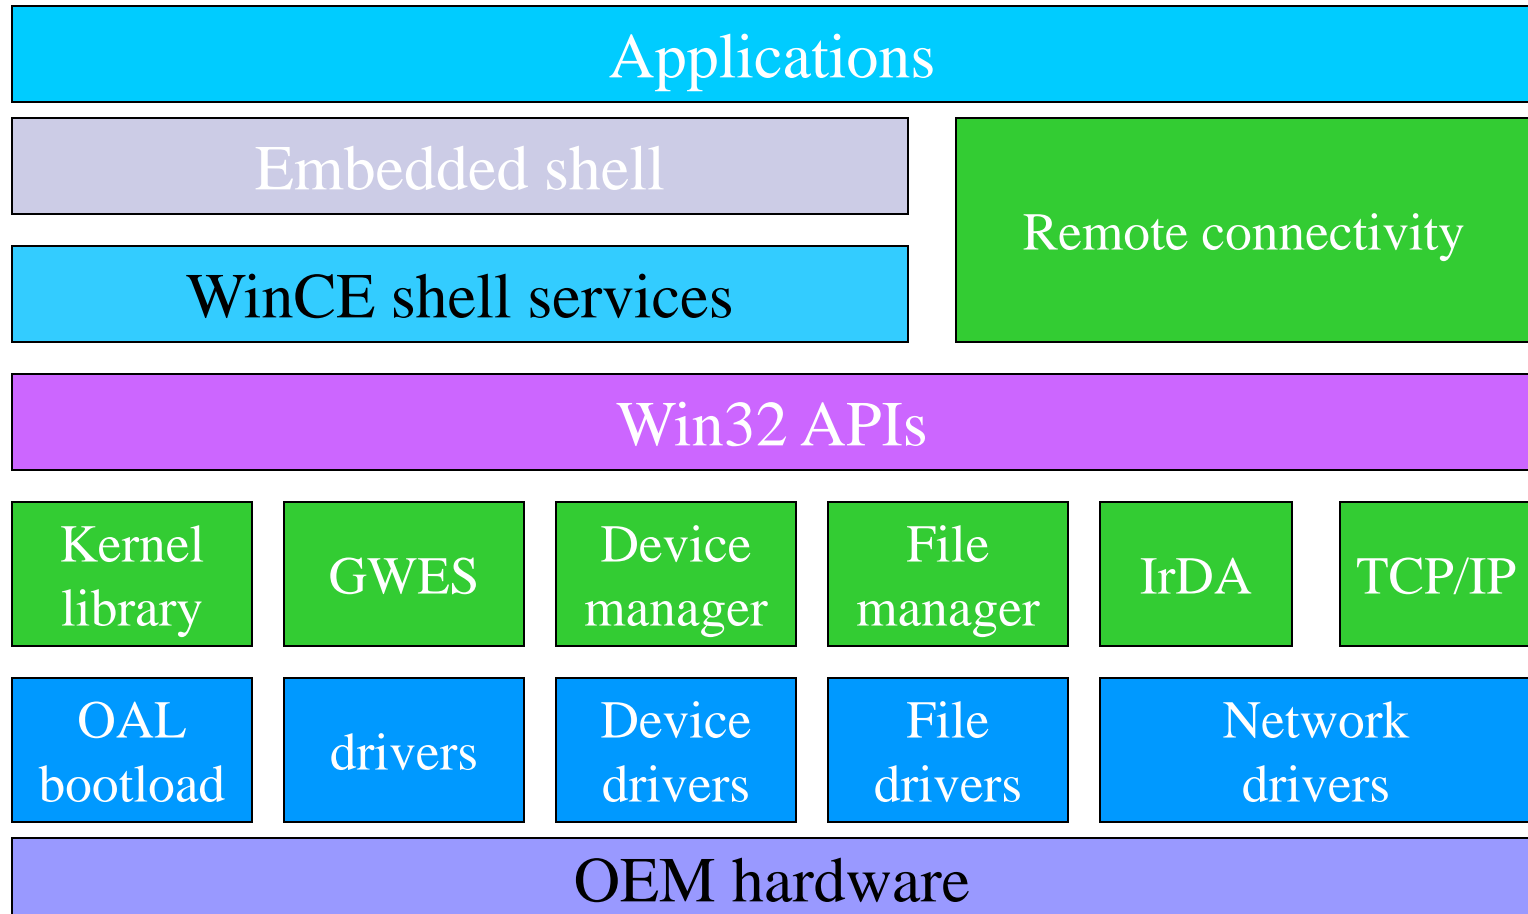 Applications
Embedded shell
Remote connectivity
WinCE shell services
Win32 APIs
Kernel
library
GWES
Device
manager
File
manager
IrDA
TCP/IP
OAL
bootload
drivers
Device
drivers
File
drivers
Network
drivers
OEM hardware